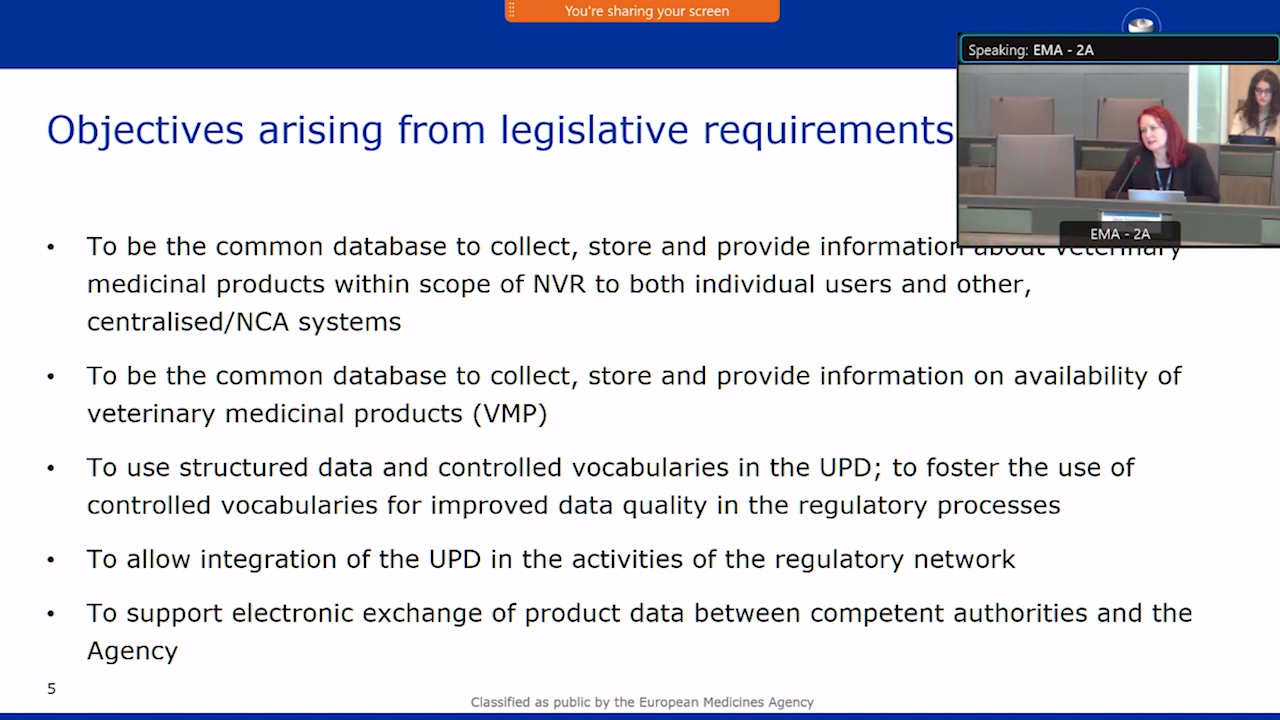 You're sharing your screen
Speaking: EMA - 2A
EMA - 2A
Objectives arising from legislative requirements
• To be the common database to collect, store and provide information about veterinary
medicinal products within scope of NVR to both individual users and other,
centralised/NCA systems
• To be the common database to collect, store and provide information on availability of
veterinary medicinal products (VMP)
• To use structured data and controlled vocabularies in the UPD; to foster the use of
controlled vocabularies for improved data quality in the regulatory processes
• To allow integration of the UPD in the activities of the regulatory network
• To support electronic exchange of product data between competent authorities and the
Agency
5
Classified as public by the European Medicines Agency